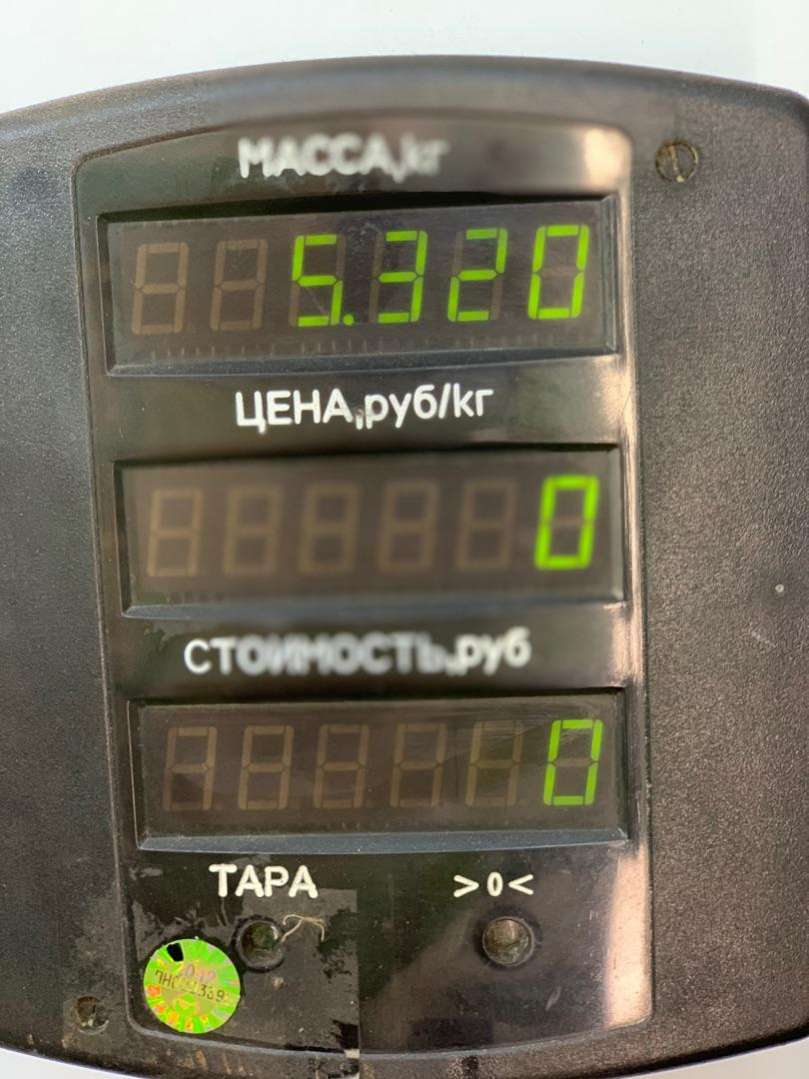 МАССА,кг
5.320
ЦЕНА,руб/кг
0
СТОИМОСТЬ,руб
0
ТАРА >0<